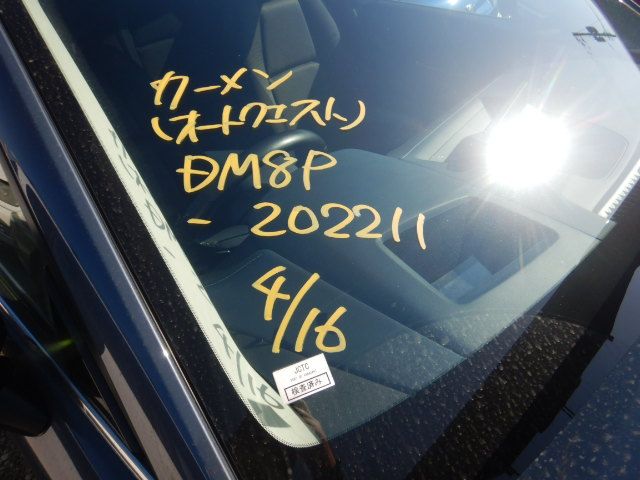 カーメン
(オートウエスト)
DM8P
- 202211
4/16
JCTC
検査済み